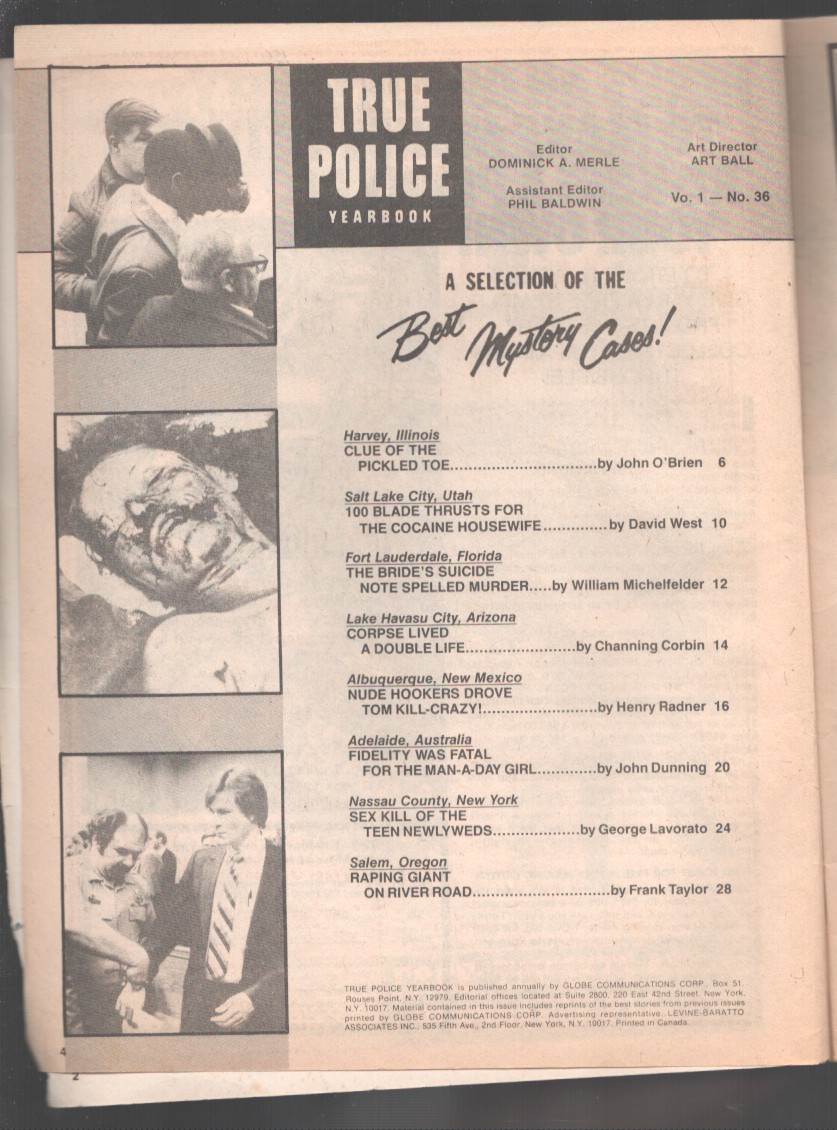 TRUE
POLICE
YEARBOOK
Editor
DOMINICK A. MERLE
Assistant Editor
PHIL BALDWIN
Art Director
ART BALL
Vo. 1 — No. 36
A SELECTION OF THE
Best Mystery Cases!
Harvey, Illinois
CLUE OF THE
PICKLED TOE................................by John O'Brien 6
Salt Lake City, Utah
100 BLADE THRUSTS FOR
THE COCAINE HOUSEWIFE.............by David West 10
Fort Lauderdale, Florida
THE BRIDE'S SUICIDE
NOTE SPELLED MURDER.....by William Michelfelder 12
Lake Havasu City, Arizona
CORPSE LIVED
A DOUBLE LIFE........................by Channing Corbin 14
Albuquerque, New Mexico
NUDE HOOKERS DROVE
TOM KILL-CRAZY!.........................by Henry Radner 16
Adelaide, Australia
FIDELITY WAS FATAL
FOR THE MAN-A-DAY GIRL.............by John Dunning 20
Nassau County, New York
SEX KILL OF THE
TEEN NEWLYWEDS...................by George Lavorato 24
Salem, Oregon
RAPING GIANT
ON RIVER ROAD..............................by Frank Taylor 28
TRUE POLICE YEARBOOK is published annually by GLOBE COMMUNICATIONS CORP., Box 51,
Rouses Point, N.Y. 12979. Editorial offices located at Suite 2800, 220 East 42nd Street, New York,
N.Y. 10017. Material contained in this issue includes reprints of the best stories from previous issues
printed by GLOBE COMMUNICATIONS CORP. Advertising representative, LEVINE-BARATTO
ASSOCIATES INC., 535 Fifth Ave., 2nd Floor, New York, N.Y. 10017. Printed in Canada.
4
2